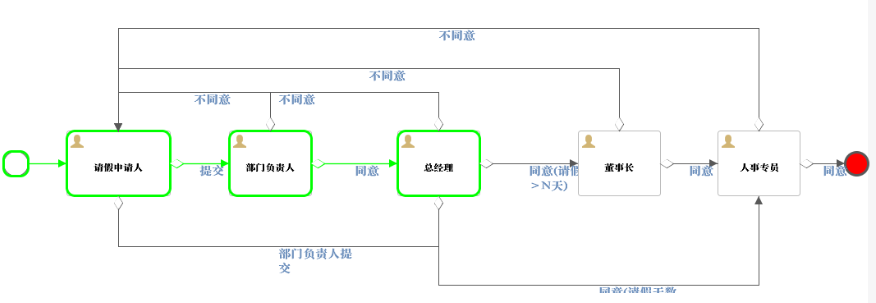 不同意
不同意
不同意 不同意
请假申请人 提交 部门负责人 同意 总经理 同意(请假
>N天) 董事长 同意 人事专员 同意
部门负责人提
交
同意(请假天数